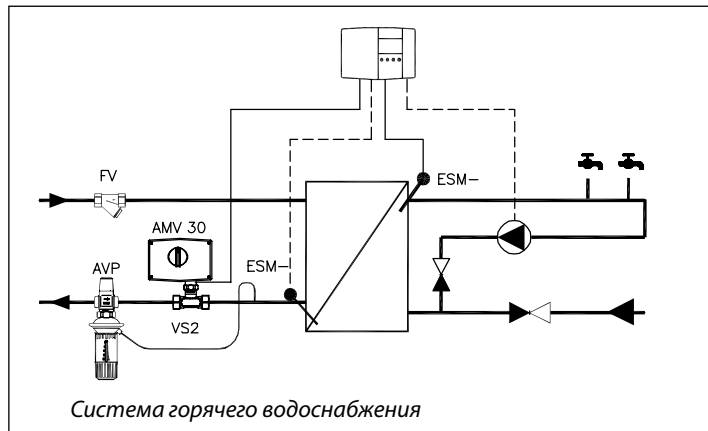 FV
ESM-
AMV 30
AVP
ESM-
VS2
Система горячего водоснабжения